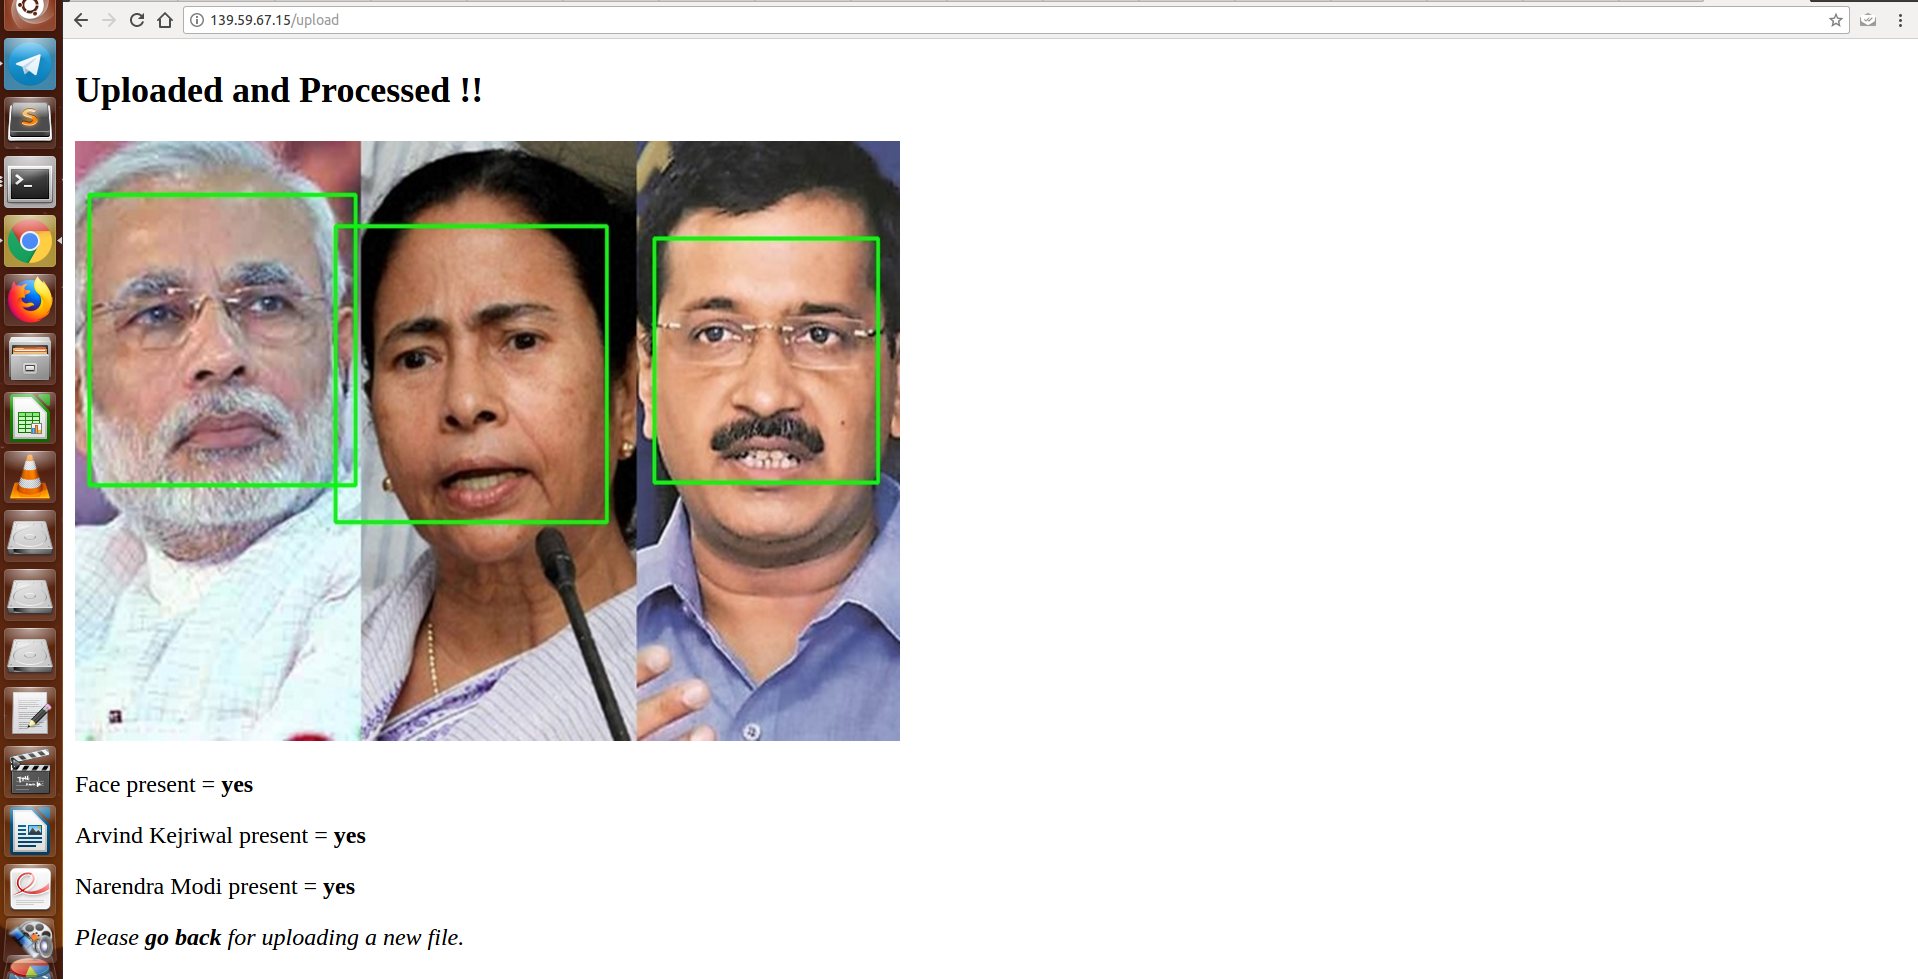 139.59.67.15/upload
Uploaded and Processed !!
Face present = yes
Arvind Kejriwal present = yes
Narendra Modi present = yes
Please go back for uploading a new file.